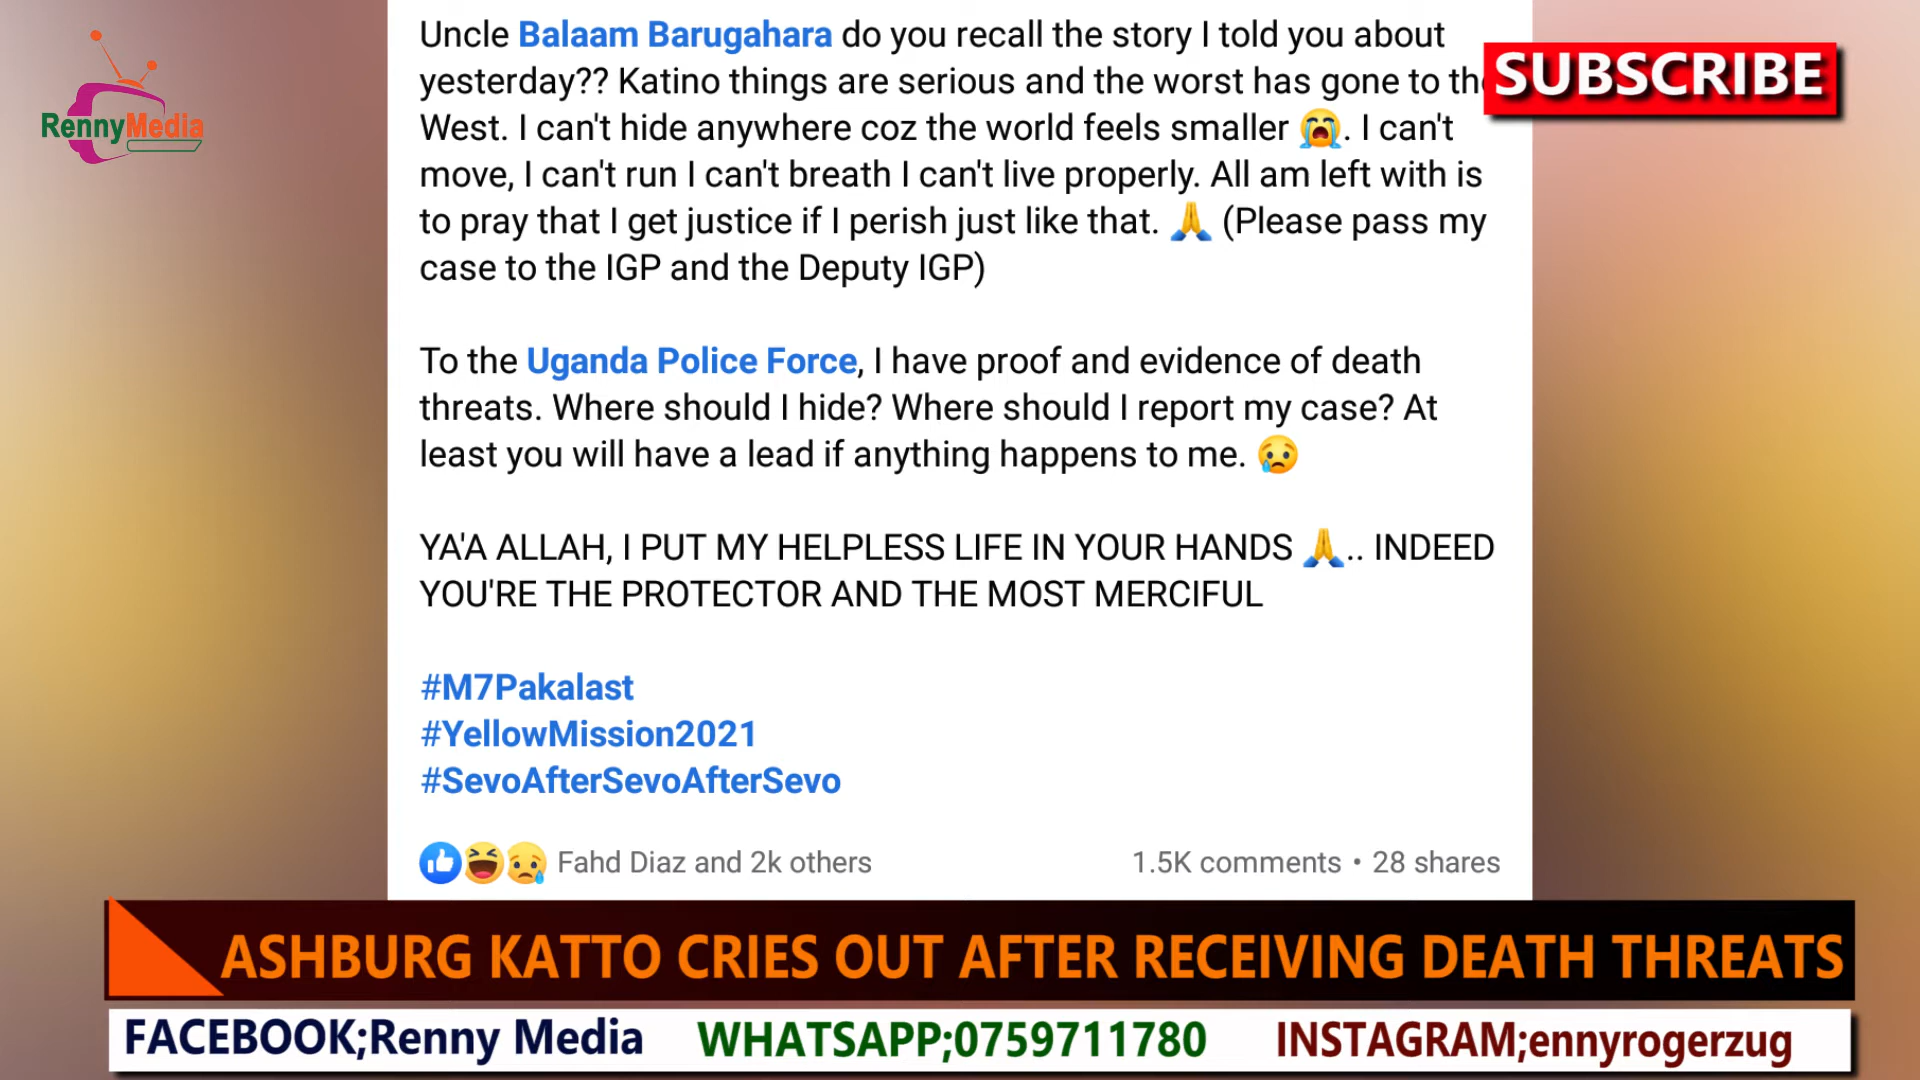 Uncle Balaam Barugahara do you recall the story I told you about
yesterday?? Katino things are serious and the worst has gone to the
West. I can't hide anywhere coz the world feels smaller 😭. I can't
move, I can't run I can't breath I can't live properly. All am left with is
to pray that I get justice if I perish just like that. 🙏 (Please pass my
case to the IGP and the Deputy IGP)
To the Uganda Police Force, I have proof and evidence of death
threats. Where should I hide? Where should I report my case? At
least you will have a lead if anything happens to me. 😢
YA'A ALLAH, I PUT MY HELPLESS LIFE IN YOUR HANDS 🙏.. INDEED
YOU'RE THE PROTECTOR AND THE MOST MERCIFUL
#M7Pakalast
#YellowMission2021
#SevoAfterSevoAfterSevo
Fahd Diaz and 2k others 1.5K comments • 28 shares
SUBSCRIBE
RennyMedia
ASHBURG KATTO CRIES OUT AFTER RECEIVING DEATH THREATS
FACEBOOK;Renny Media WHATSAPP;0759711780 INSTAGRAM;ennyrogerzug